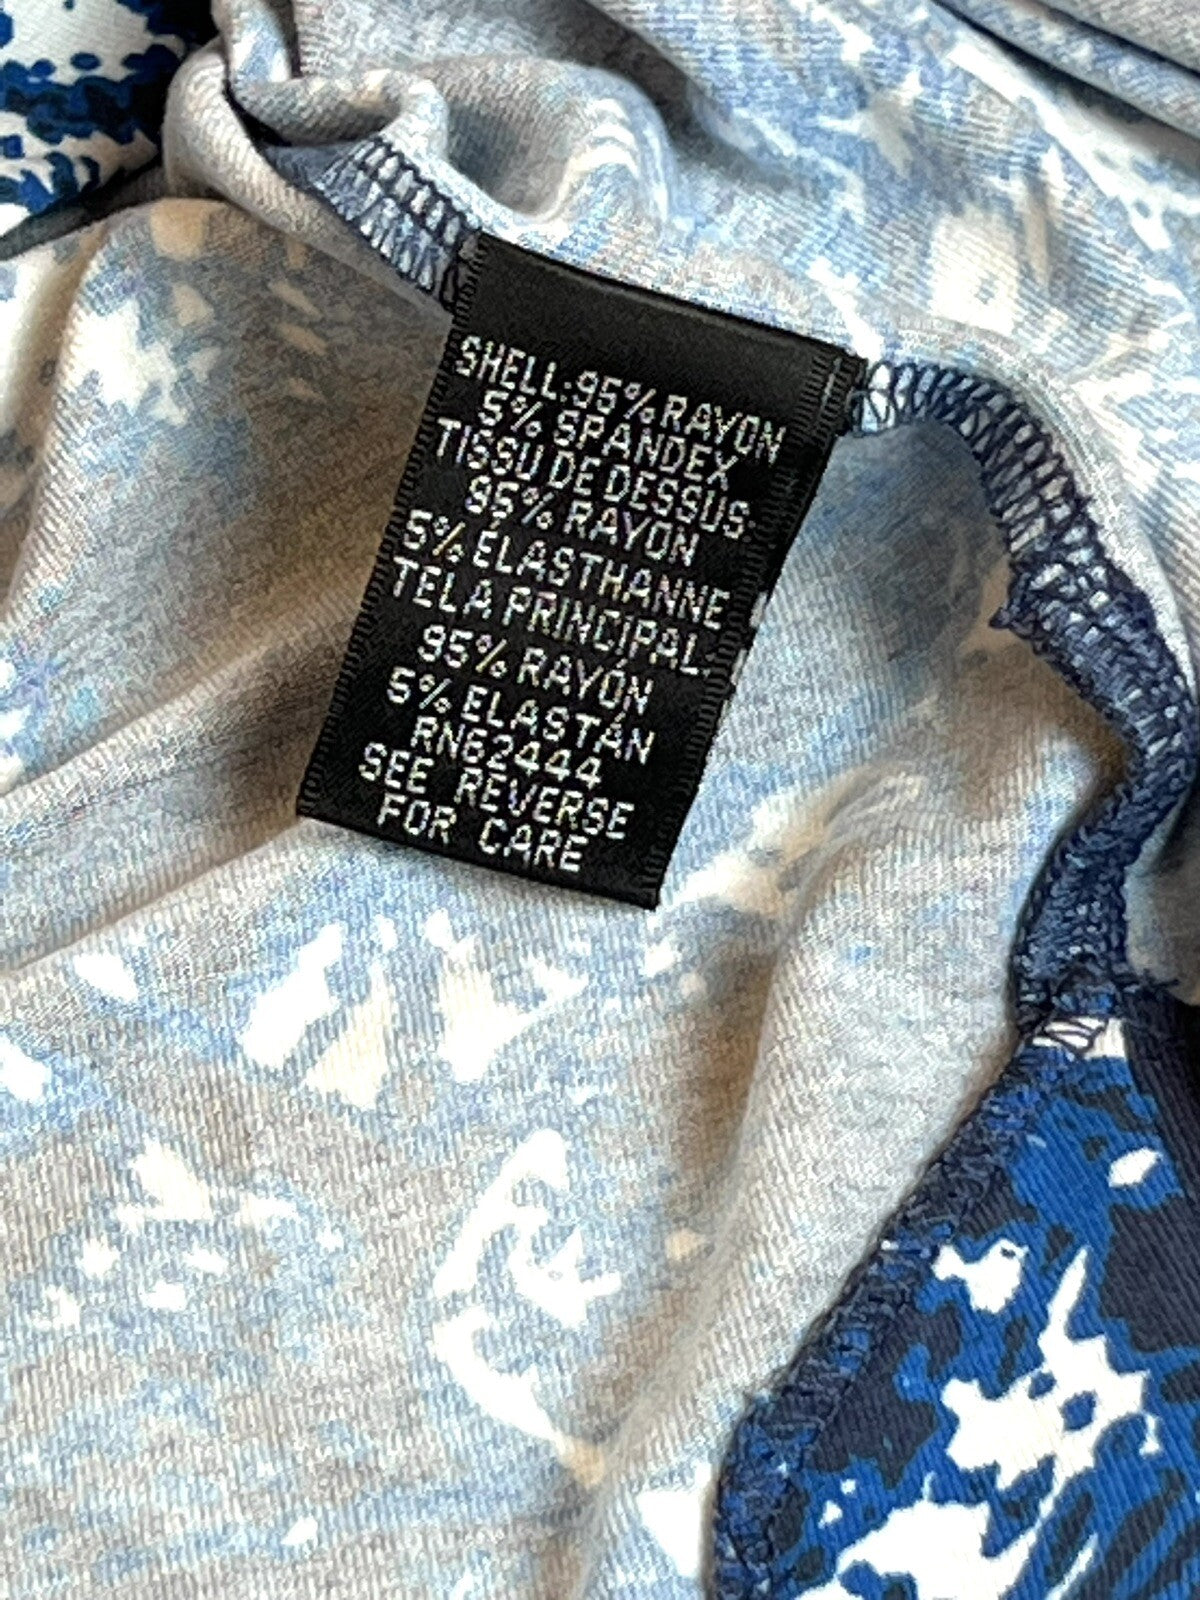 SHELL:95% RAYON
5% SPANDEX
TISSU DE DESSUS:
95% RAYON
5% ÉLASTHANNE
TELA PRINCIPAL:
95% RAYÓN
5% ELASTÁN
RN62444
SEE REVERSE
FOR CARE